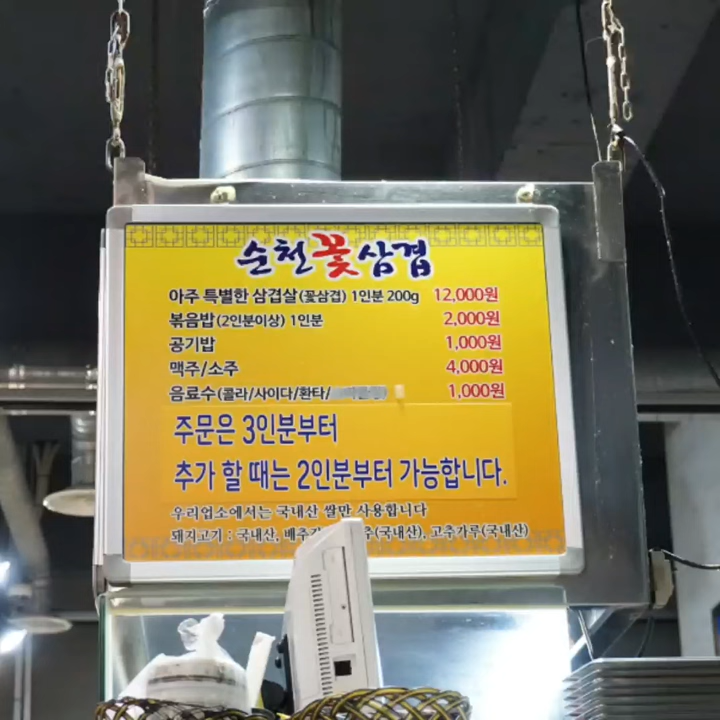 순천꽃삼겹
아주 특별한 삼겹살(꽃삼겹) 1인분 200g 12,000원
볶음밥(2인분이상) 1인분 2,000원
공기밥 1,000원
맥주/소주 4,000원
음료수(콜라/사이다/환타/ 1,000원
주문은 3인분부터
추가 할 때는 2인분부터 가능합니다.
우리업소에서는 국내산 쌀만 사용합니다
돼지고기 : 국내산, (국내산), 고추가루(국내산)